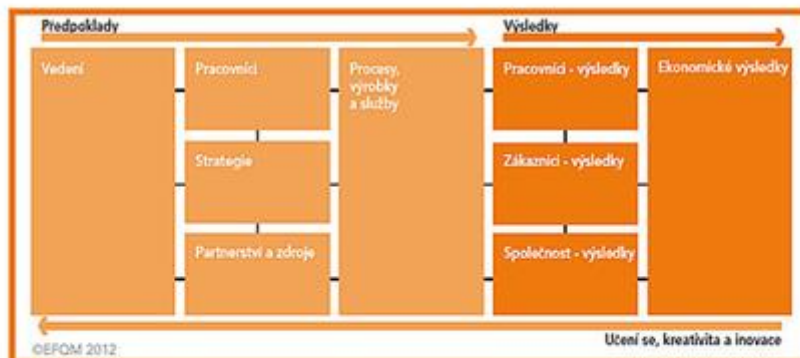 Předpoklady
Výsledky
Vedení
Pracovníci
Procesy,
výrobky
a služby
Pracovníci - výsledky
Ekonomické výsledky
Strategie
Zákazníci - výsledky
Partnerství a zdroje
Společnost - výsledky
Učení se, kreativita a inovace
©EFQM 2012